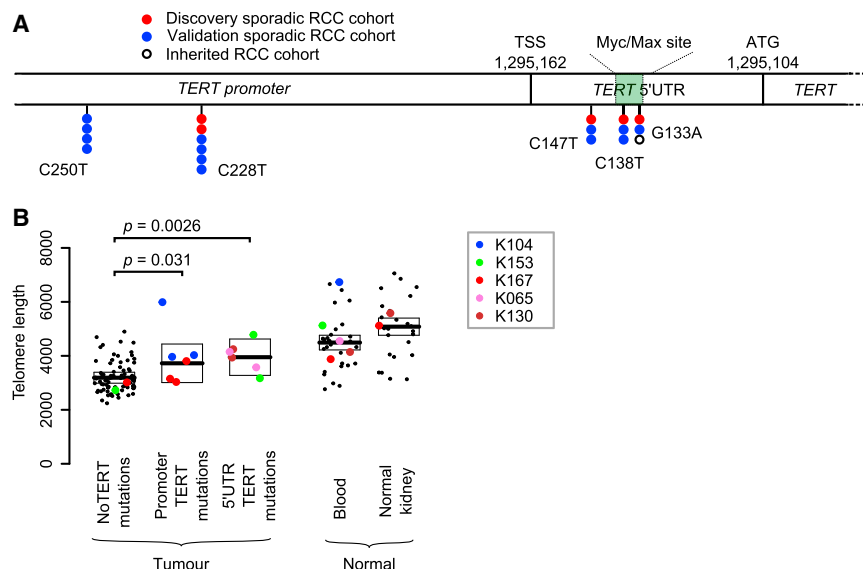 A
Discovery sporadic RCC cohort
Validation sporadic RCC cohort
Inherited RCC cohort
TSS
1,295,162
Myc/Max site
ATG
1,295,104
TERT promoter
TERT 5'UTR
TERT
C250T
C228T
C147T
C138T
G133A
B
p = 0.0026
p = 0.031
Telomere length
8000
6000
4000
2000
0
K104
K153
K167
K065
K130
NoTERT
mutations
Promoter
TERT
mutations
5'UTR
TERT
mutations
Blood
Normal
kidney
Tumour
Normal